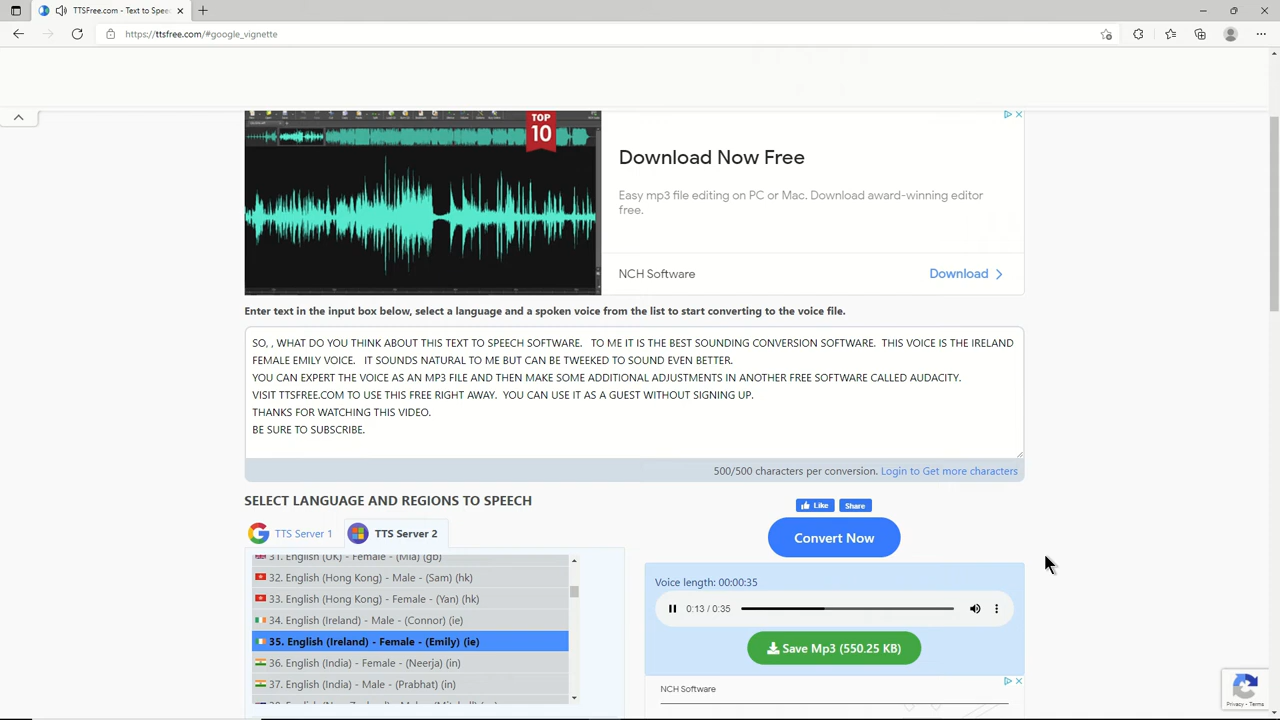 TTSFree.com - Text to Spee
https://ttsfree.com/#google_vignette
TOP
10
Download Now Free
Easy mp3 file editing on PC or Mac. Download award-winning editor
free.
NCH Software
Download
Enter text in the input box below, select a language and a spoken voice from the list to start converting to the voice file.
SO, , WHAT DO YOU THINK ABOUT THIS TEXT TO SPEECH SOFTWARE. TO ME IT IS THE BEST SOUNDING CONVERSION SOFTWARE. THIS VOICE IS THE IRELAND
FEMALE EMILY VOICE. IT SOUNDS NATURAL TO ME BUT CAN BE TWEEKED TO SOUND EVEN BETTER.
YOU CAN EXPERT THE VOICE AS AN MP3 FILE AND THEN MAKE SOME ADDITIONAL ADJUSTMENTS IN ANOTHER FREE SOFTWARE CALLED AUDACITY.
VISIT TTSFREE.COM TO USE THIS FREE RIGHT AWAY. YOU CAN USE IT AS A GUEST WITHOUT SIGNING UP.
THANKS FOR WATCHING THIS VIDEO.
BE SURE TO SUBSCRIBE.
500/500 characters per conversion. Login to Get more characters
SELECT LANGUAGE AND REGIONS TO SPEECH
Like Share
TTS Server 1 TTS Server 2
Convert Now
31. English (UK) - Female - (Mia) (gb)
32. English (Hong Kong) - Male - (Sam) (hk)
33. English (Hong Kong) - Female - (Yan) (hk)
34. English (Ireland) - Male - (Connor) (ie)
35. English (Ireland) - Female - (Emily) (ie)
36. English (India) - Female - (Neerja) (in)
37. English (India) - Male - (Prabhat) (in)
Voice length: 00:00:35
0:13 / 0:35
Save Mp3 (550.25 KB)
NCH Software
Privacy - Terms